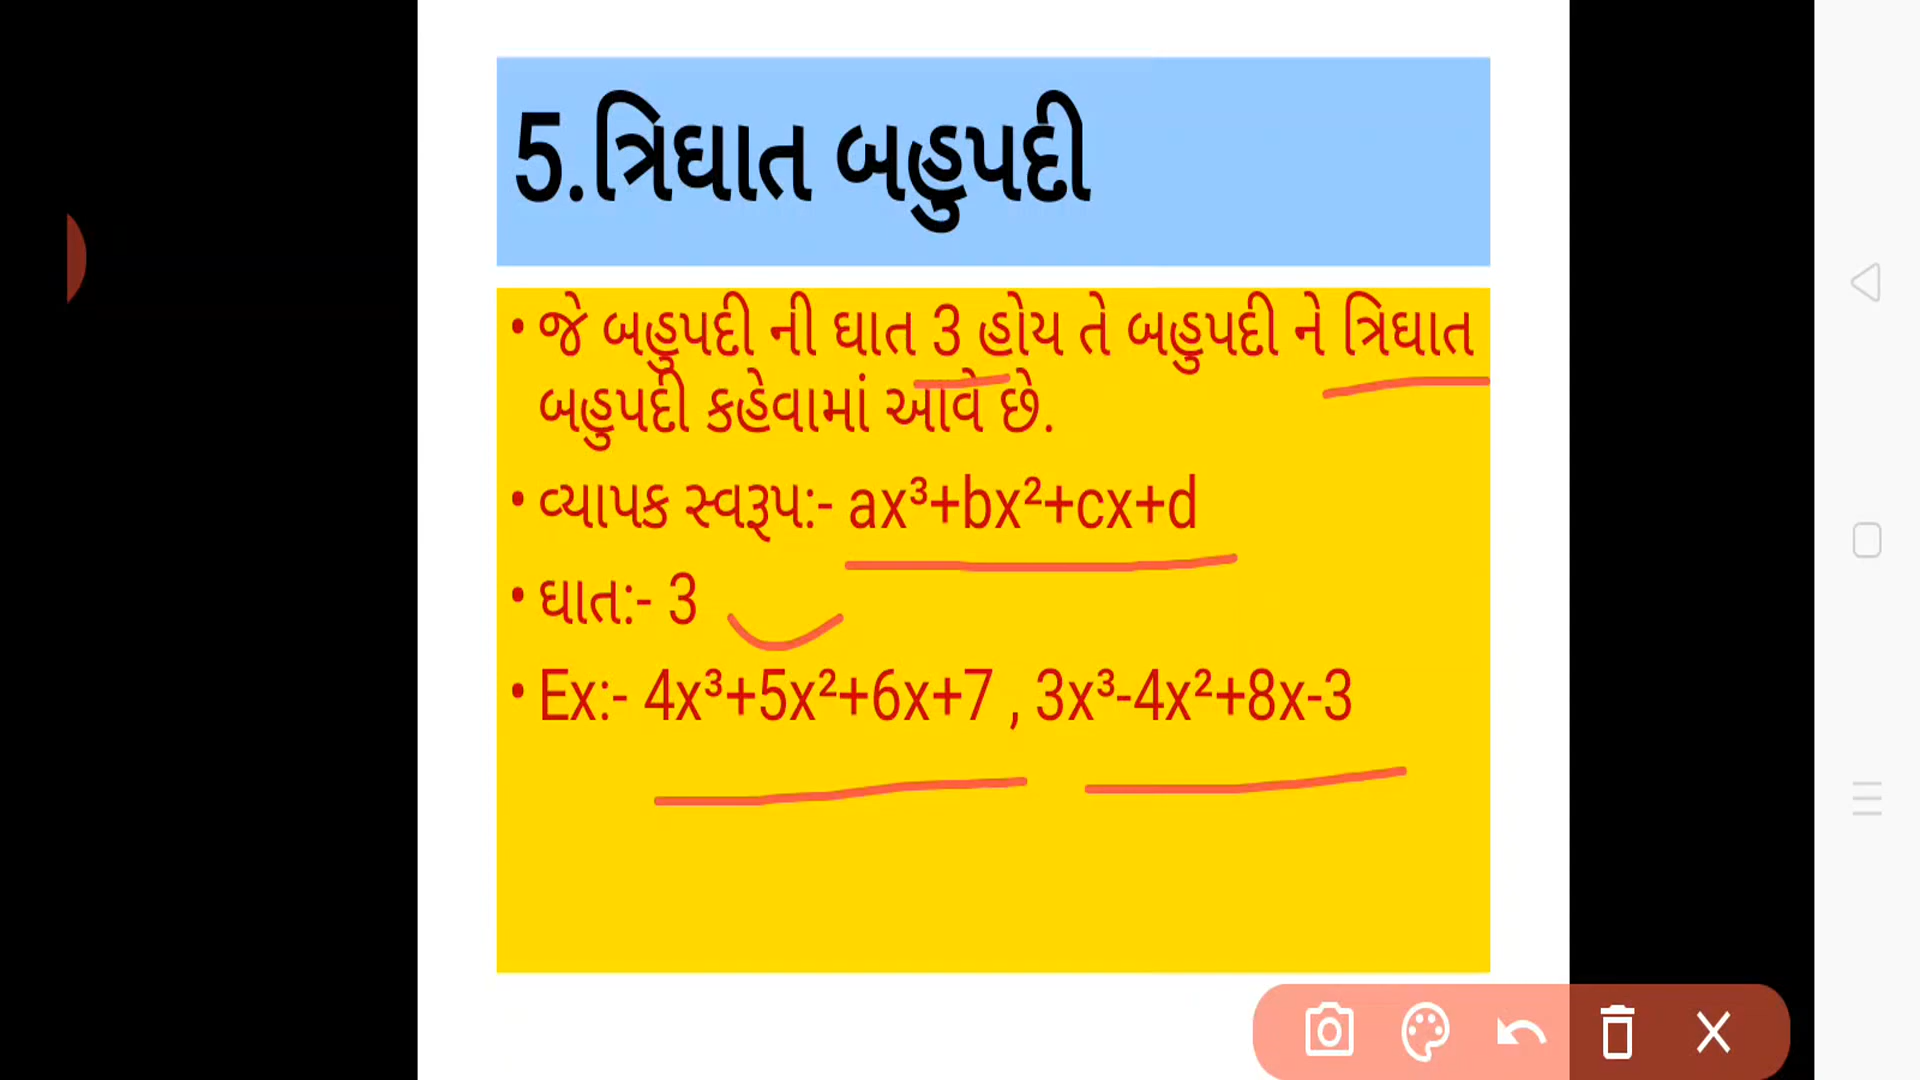 5.ત્રિઘાત બહુપદી
• જે બહુપદી ની ઘાત 3 હોય તે બહુપદી ને ત્રિઘાત
બહુપદી કહેવામાં આવે છે.
• વ્યાપક સ્વરૂપ:- ax³+bx²+cx+d
• ઘાત:- 3
• Ex:- 4x³+5x²+6x+7 , 3x³-4x²+8x-3